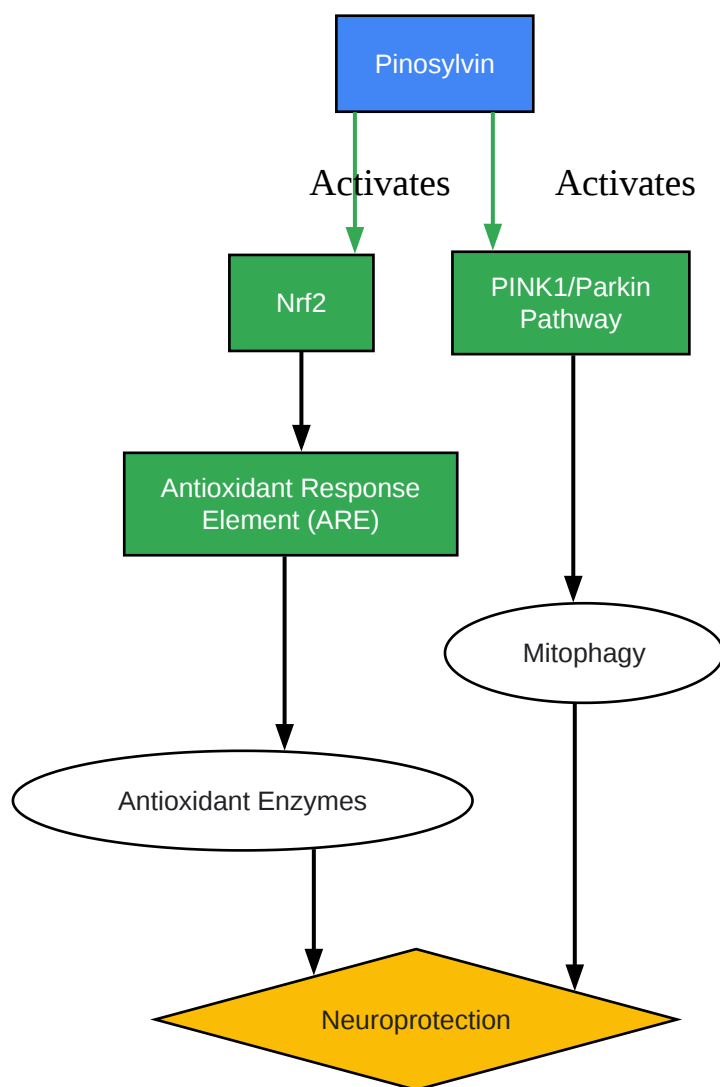 Pinosylvin
Activates
Activates
Nrf2
PINK1/Parkin
Pathway
Antioxidant Response
Element (ARE)
Mitophagy
Antioxidant Enzymes
Neuroprotection